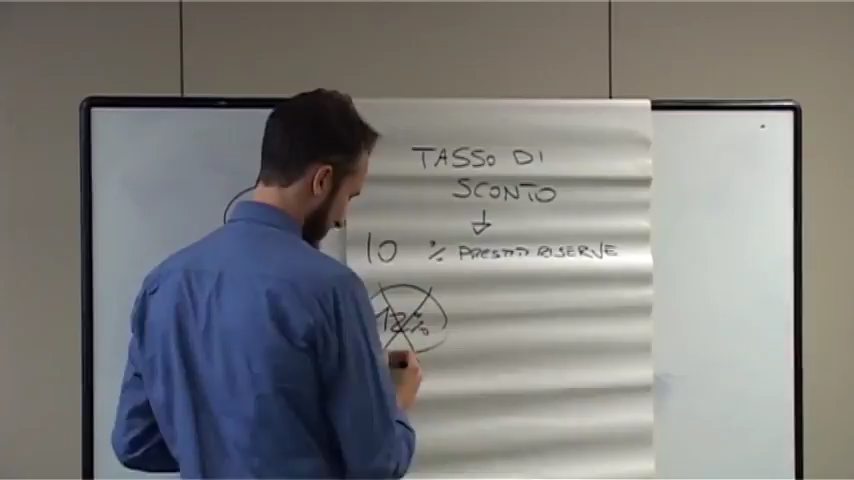 TASSO DI
SCONTO
10 % PRESTITI RISERVE
12%